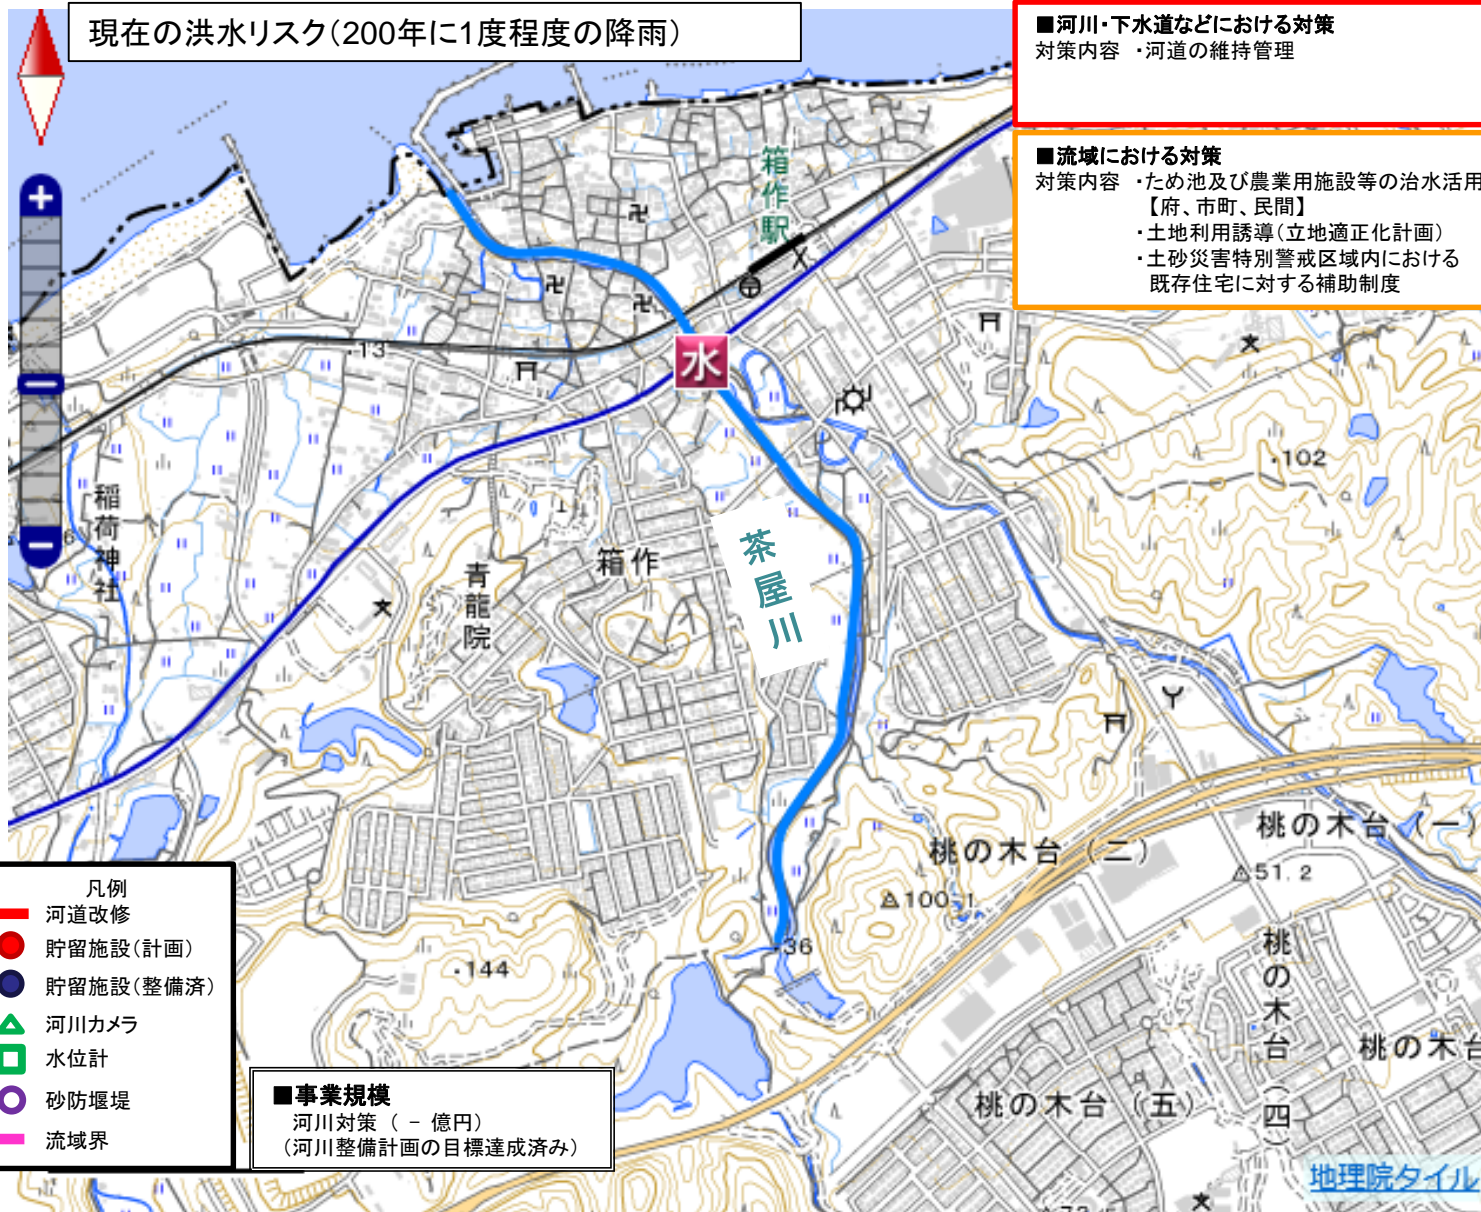 現在の洪水リスク(200年に1度程度の降雨)
■河川・下水道などにおける対策
対策内容 ・河道の維持管理
■流域における対策
対策内容 ・ため池及び農業用施設等の治水活用
【府、市町、民間】
・土地利用誘導(立地適正化計画)
・土砂災害特別警戒区域内における
既存住宅に対する補助制度
箱作駅
水
13
102
稲荷神社
6
青龍院
箱作
茶屋川
桃の木台(二)
桃の木台(一)
51.2
100.1
36
144
桃の木台(四)
桃の木台
桃の木台(五)
凡例
河道改修
貯留施設(計画)
貯留施設(整備済)
河川カメラ
水位計
砂防堰堤
流域界
■事業規模
河川対策 ( - 億円)
(河川整備計画の目標達成済み)
地理院タイル